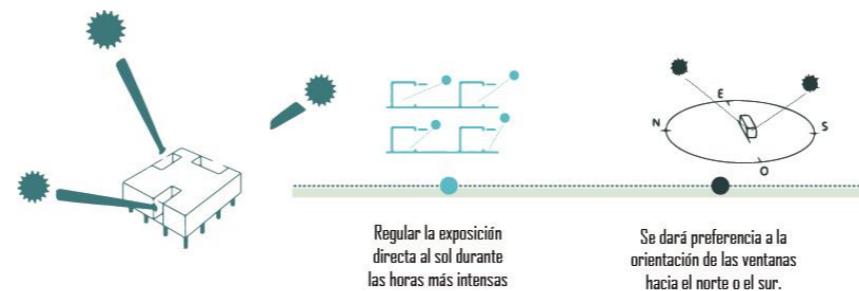 E
N
S
O
Regular la exposición
directa al sol durante
las horas más intensas
Se dará preferencia a la
orientación de las ventanas
hacia el norte o el sur.